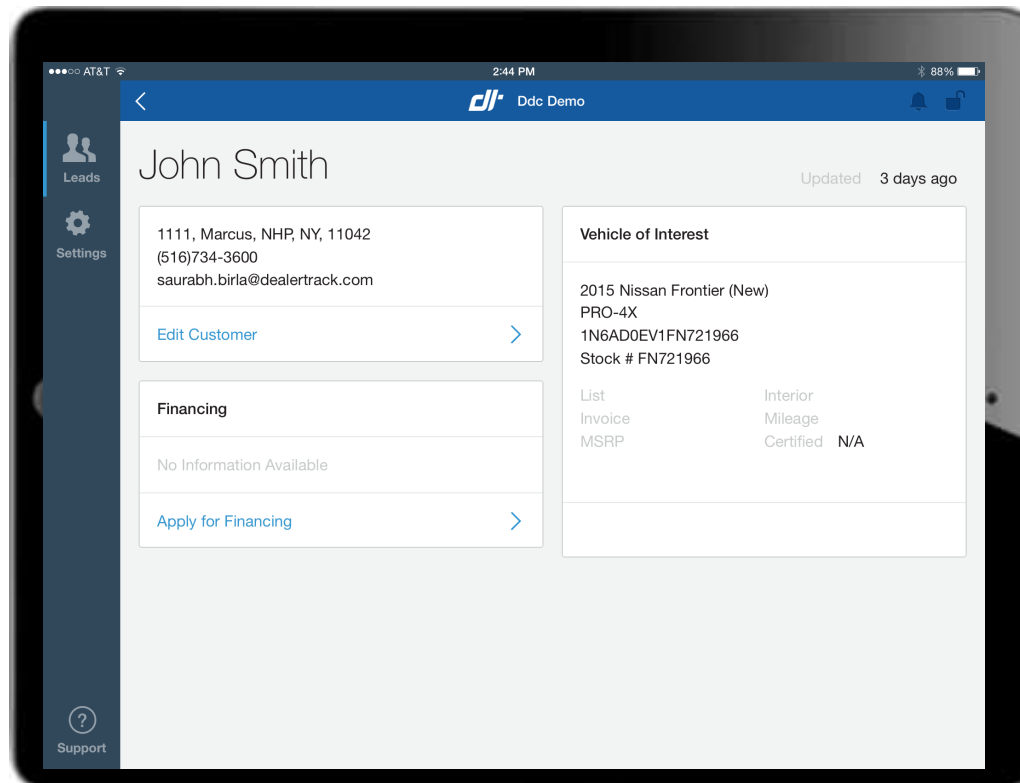 AT&T
2:44 PM
88%
Ddc Demo
Leads
Settings
Support
John Smith
Updated 3 days ago
1111, Marcus, NHP, NY, 11042
(516)734-3600
saurabh.birla@dealertrack.com
Edit Customer
Financing
No Information Available
Apply for Financing
Vehicle of Interest
2015 Nissan Frontier (New)
PRO-4X
1N6AD0EV1FN721966
Stock # FN721966
List
Invoice
MSRP
Interior
Mileage
Certified N/A